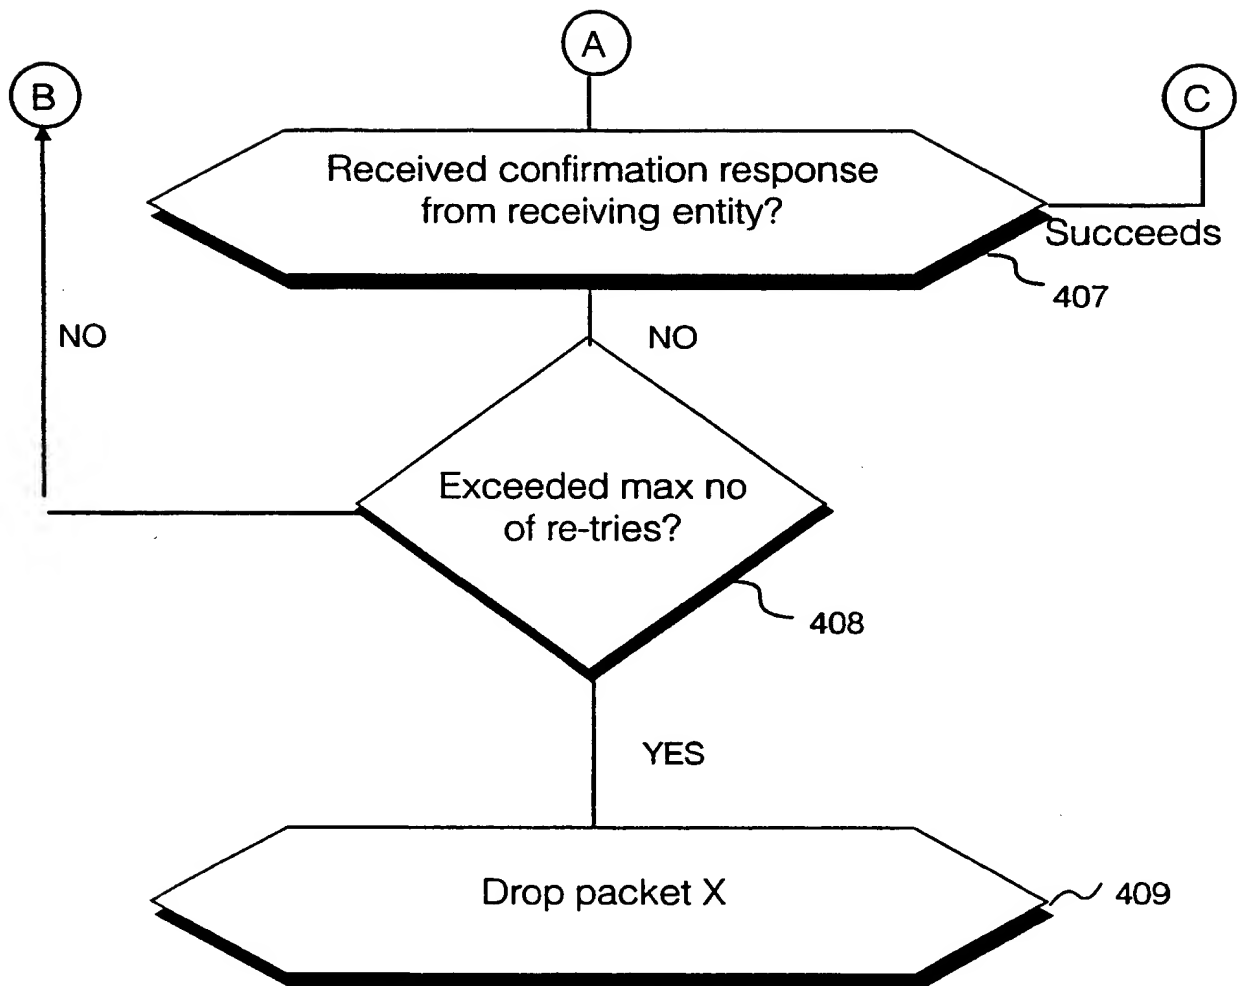 A
B
C
Received confirmation response
from receiving entity?
Succeeds
407
NO
NO
Exceeded max no
of re-tries?
408
YES
Drop packet X
409